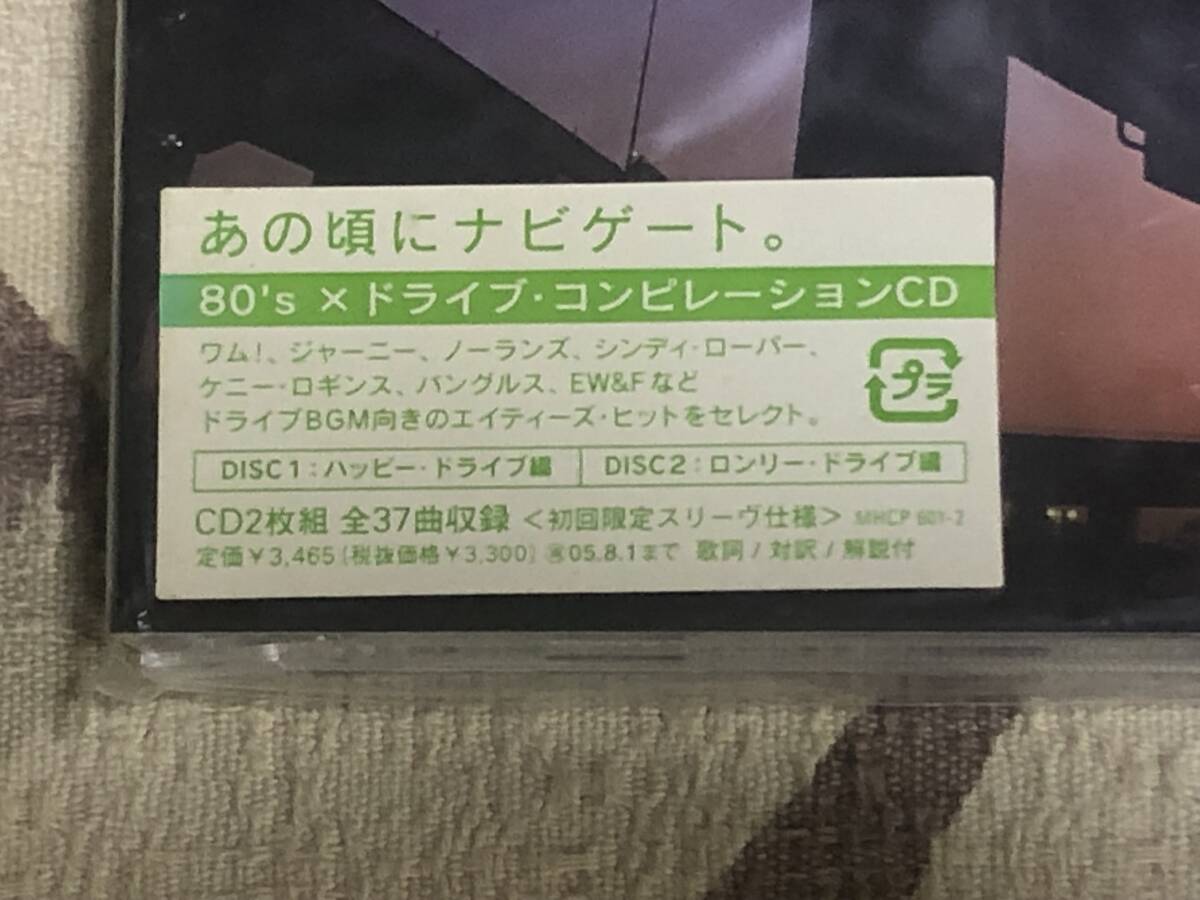 あの頃にナビゲート。
80's ×ドライブ・コンピレーションCD
ワム!、ジャーニー、ノーランズ、シンディ・ローパー、
ケニー・ロギンス、バングルス、EW&Fなど
ドライブBGM向きのエイティーズ・ヒットをセレクト。
プラ
DISC1:ハッピー・ドライブ編
DISC2:ロンリー・ドライブ編
CD2枚組 全37曲収録 <初回限定スリーヴ仕様> MHCP 601-2
定価¥3,465 (税抜価格¥3,300) 05.8.1まで 歌詞/対訳/解説付